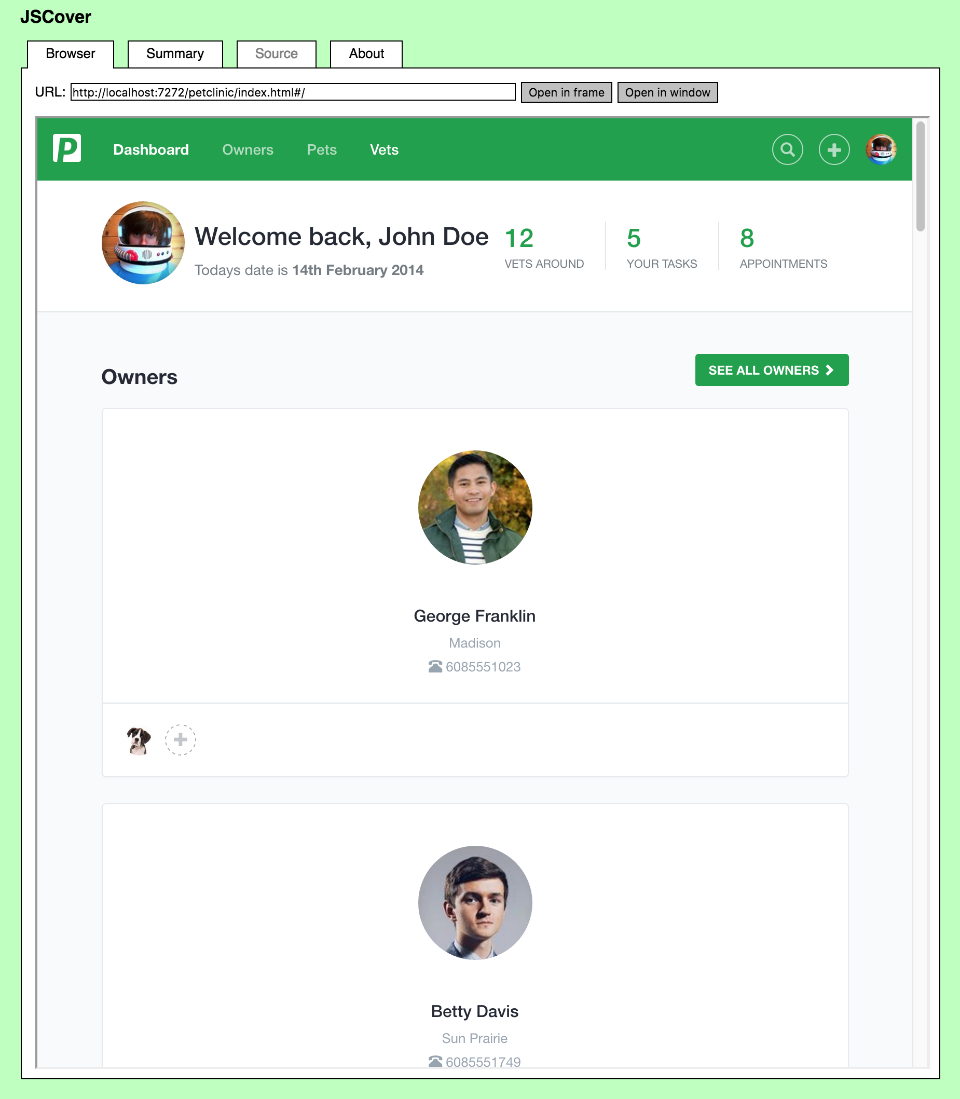 JSCover
Browser Summary Source About
URL: http://localhost:7272/petclinic/index.html#/ Open in frame Open in window
P Dashboard Owners Pets Vets
Welcome back, John Doe
Todays date is 14th February 2014
12
VETS AROUND
5
YOUR TASKS
8
APPOINTMENTS
Owners
SEE ALL OWNERS
George Franklin
Madison
6085551023
Betty Davis
Sun Prairie
6085551749